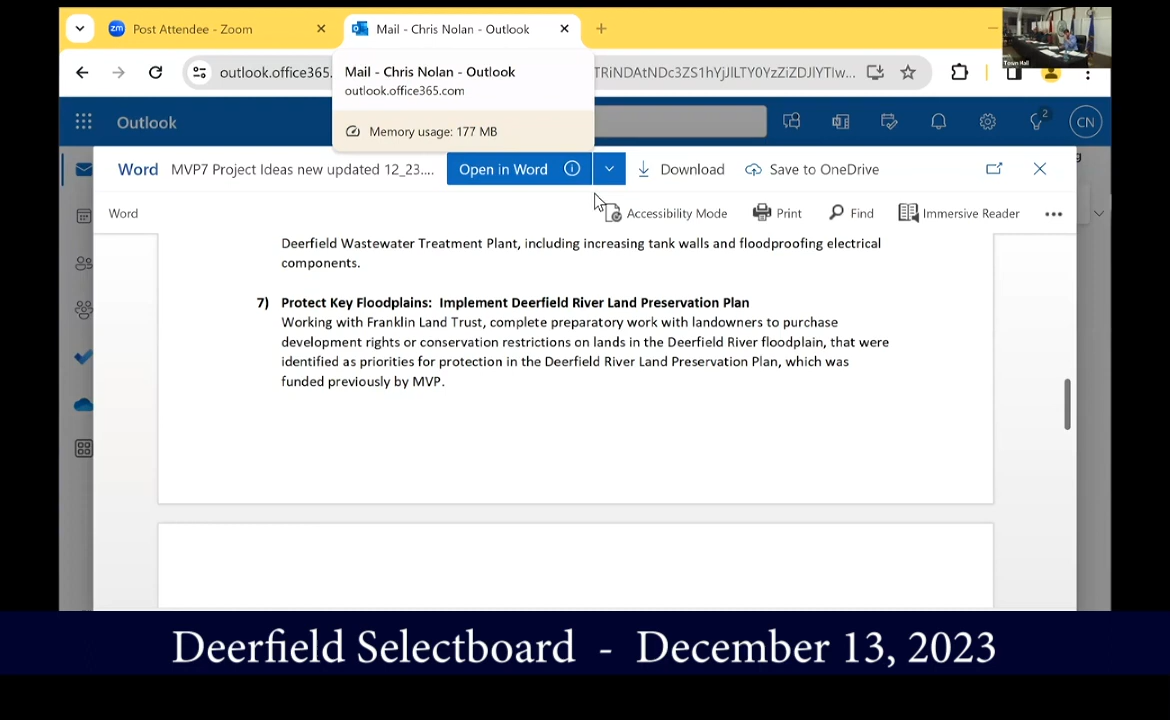 zm Post Attendee - Zoom
Mail - Chris Nolan - Outlook
Town Hall
outlook.office365.
TRiNDAtNDc3ZS1hYjJlLTY0YzZiZDJlYTIw...
Mail - Chris Nolan - Outlook
outlook.office365.com
Memory usage: 177 MB
Outlook
2
CN
Word MVP7 Project Ideas new updated 12_23.... Open in Word Download Save to OneDrive
Word Accessibility Mode Print Find Immersive Reader
Deerfield Wastewater Treatment Plant, including increasing tank walls and floodproofing electrical
components.
7) Protect Key Floodplains: Implement Deerfield River Land Preservation Plan
Working with Franklin Land Trust, complete preparatory work with landowners to purchase
development rights or conservation restrictions on lands in the Deerfield River floodplain, that were
identified as priorities for protection in the Deerfield River Land Preservation Plan, which was
funded previously by MVP.
Deerfield Selectboard - December 13, 2023